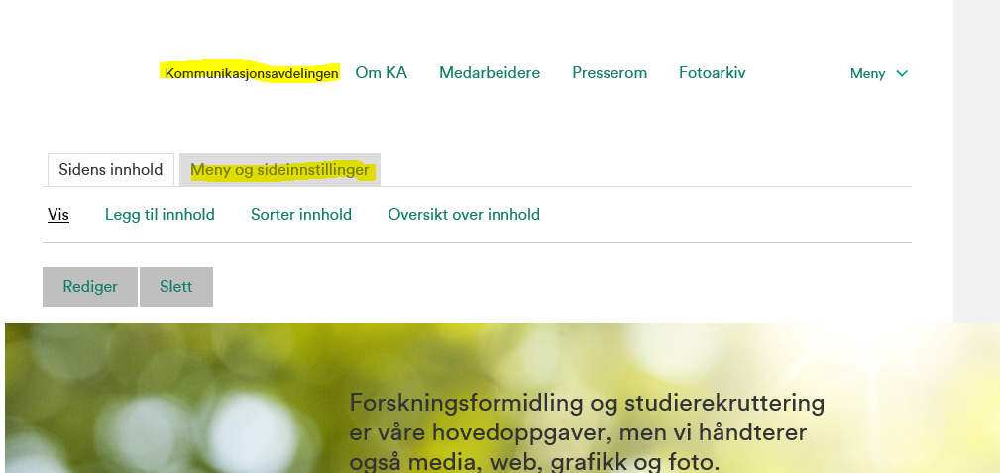 Kommunikasjonsavdelingen Om KA Medarbeidere Presserom Fotoarkiv Meny
Sidens innhold Meny og sideinnstillinger
Vis Legg til innhold Sorter innhold Oversikt over innhold
Rediger Slett
Forskningsformidling og studierekruttering
er våre hovedoppgaver, men vi håndterer
også media, web, grafikk og foto.